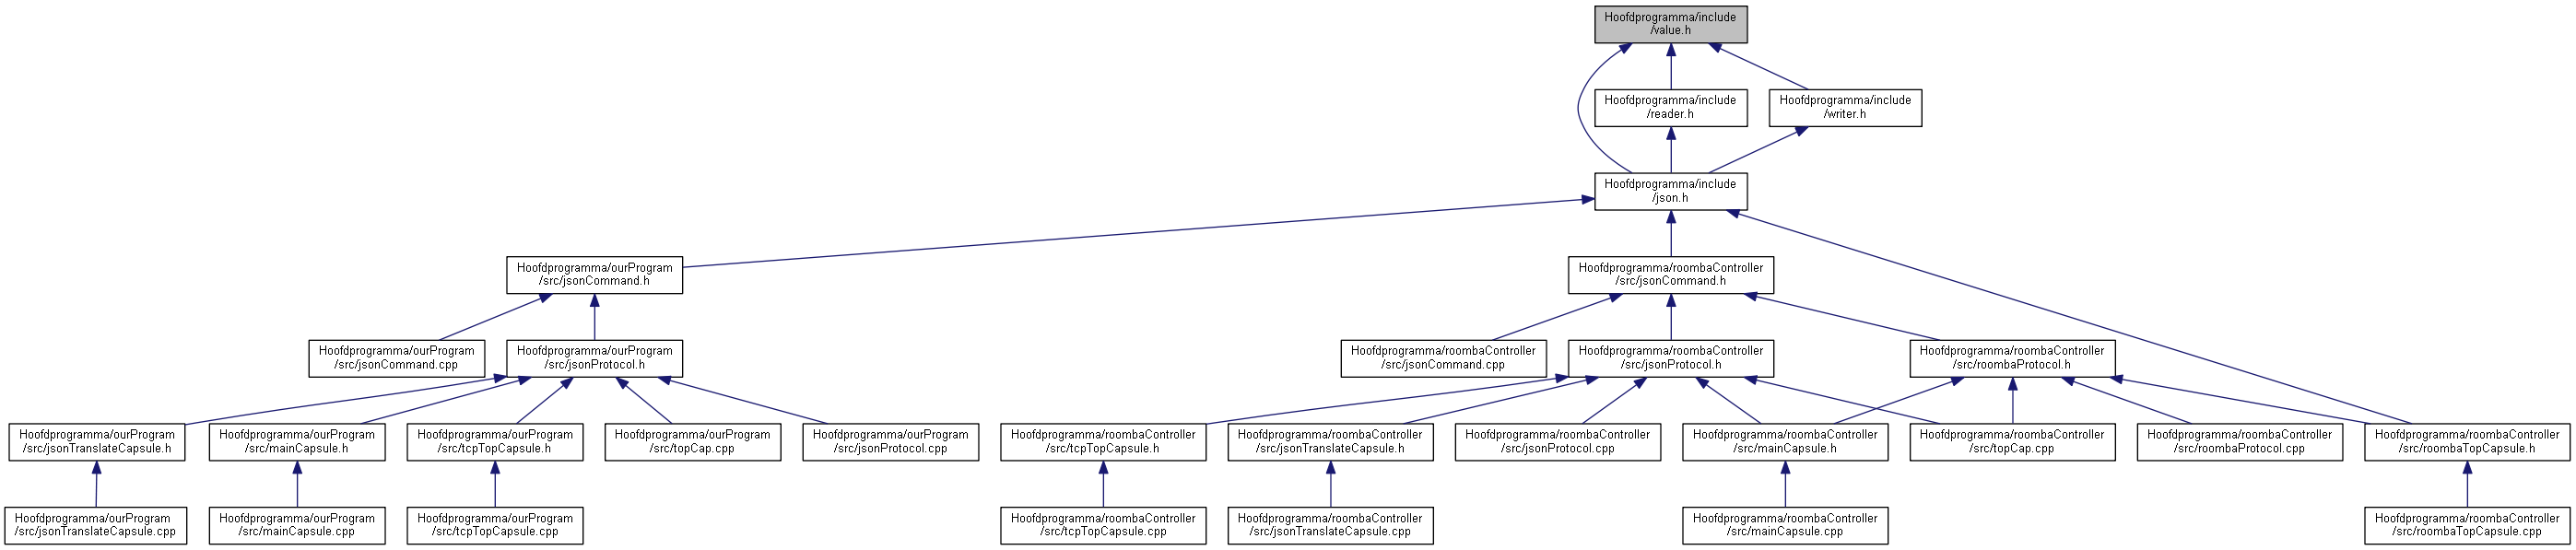 Hoofdprogramma/include
/value.h
Hoofdprogramma/include
/reader.h
Hoofdprogramma/include
/writer.h
Hoofdprogramma/include
/json.h
Hoofdprogramma/ourProgram
/src/jsonCommand.h
Hoofdprogramma/roombaController
/src/jsonCommand.h
Hoofdprogramma/ourProgram
/src/jsonCommand.cpp
Hoofdprogramma/ourProgram
/src/jsonProtocol.h
Hoofdprogramma/roombaController
/src/jsonCommand.cpp
Hoofdprogramma/roombaController
/src/jsonProtocol.h
Hoofdprogramma/roombaController
/src/roombaProtocol.h
Hoofdprogramma/ourProgram
/src/jsonTranslateCapsule.h
Hoofdprogramma/ourProgram
/src/mainCapsule.h
Hoofdprogramma/ourProgram
/src/tcpTopCapsule.h
Hoofdprogramma/ourProgram
/src/topCap.cpp
Hoofdprogramma/ourProgram
/src/jsonProtocol.cpp
Hoofdprogramma/roombaController
/src/tcpTopCapsule.h
Hoofdprogramma/roombaController
/src/jsonTranslateCapsule.h
Hoofdprogramma/roombaController
/src/jsonProtocol.cpp
Hoofdprogramma/roombaController
/src/mainCapsule.h
Hoofdprogramma/roombaController
/src/topCap.cpp
Hoofdprogramma/roombaController
/src/roombaProtocol.cpp
Hoofdprogramma/roombaController
/src/roombaTopCapsule.h
Hoofdprogramma/ourProgram
/src/jsonTranslateCapsule.cpp
Hoofdprogramma/ourProgram
/src/mainCapsule.cpp
Hoofdprogramma/ourProgram
/src/tcpTopCapsule.cpp
Hoofdprogramma/roombaController
/src/tcpTopCapsule.cpp
Hoofdprogramma/roombaController
/src/jsonTranslateCapsule.cpp
Hoofdprogramma/roombaController
/src/mainCapsule.cpp
Hoofdprogramma/roombaController
/src/roombaTopCapsule.cpp